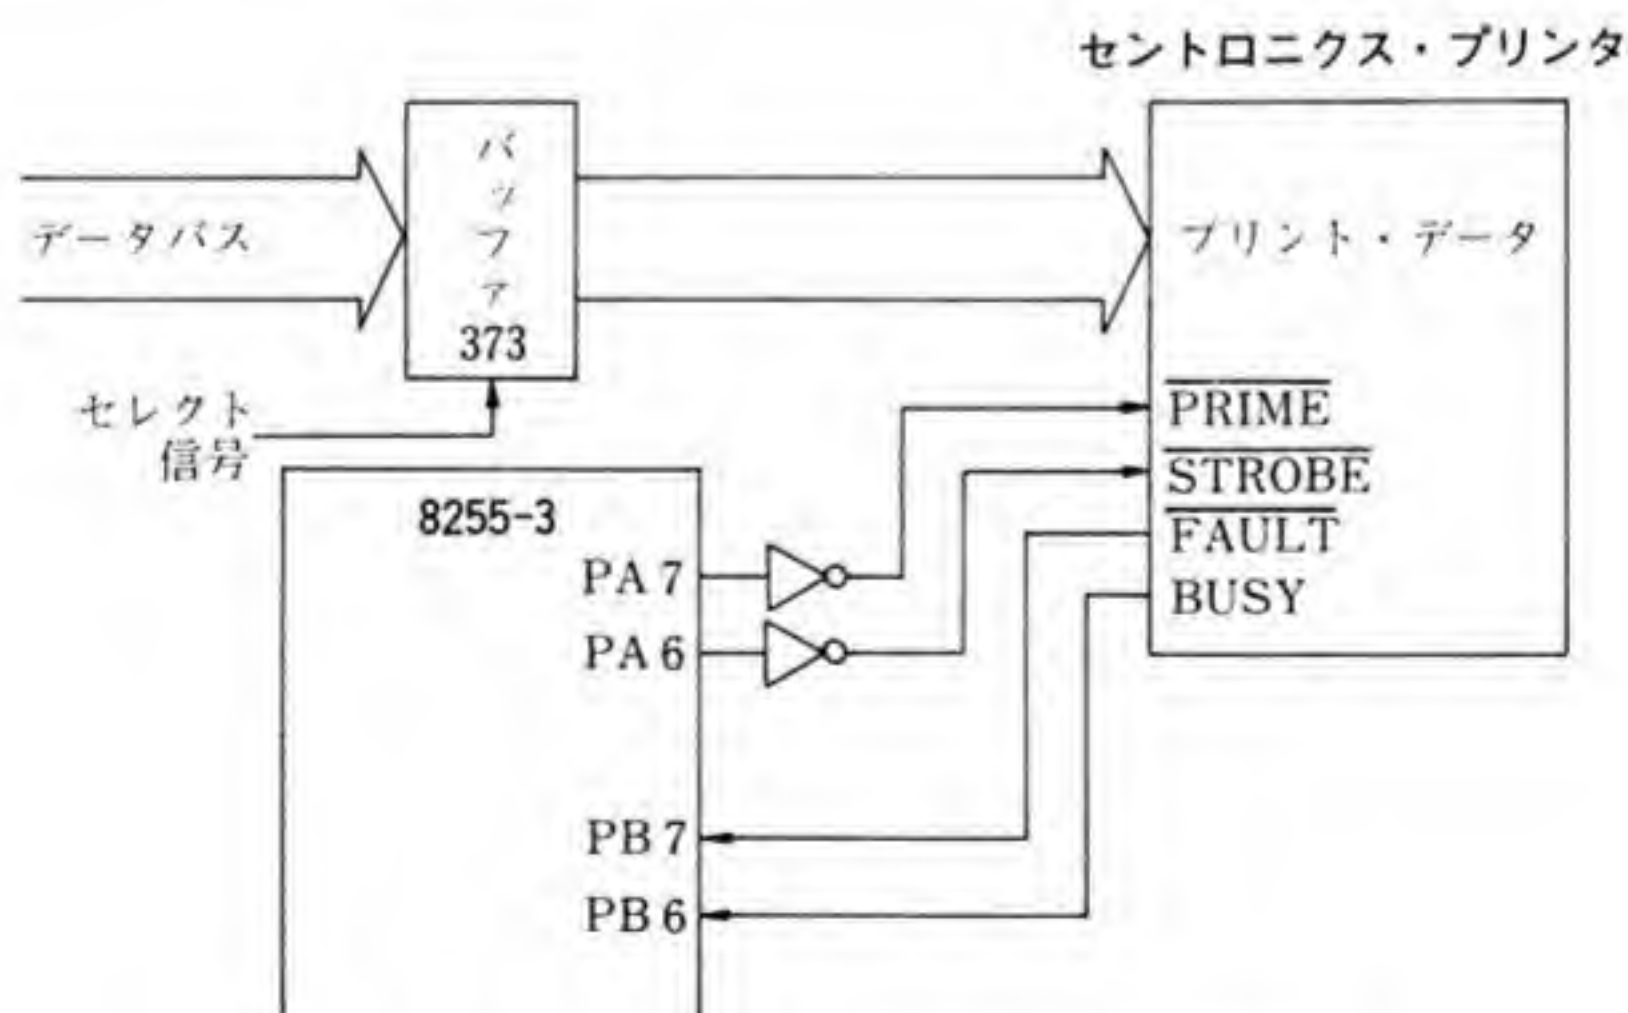 セントロニクス・プリンタ
データバス
バッファ
373
プリント・データ
セレクト
信号
PRIME
STROBE
FAULT
BUSY
8255-3
PA7
PA6
PB7
PB6